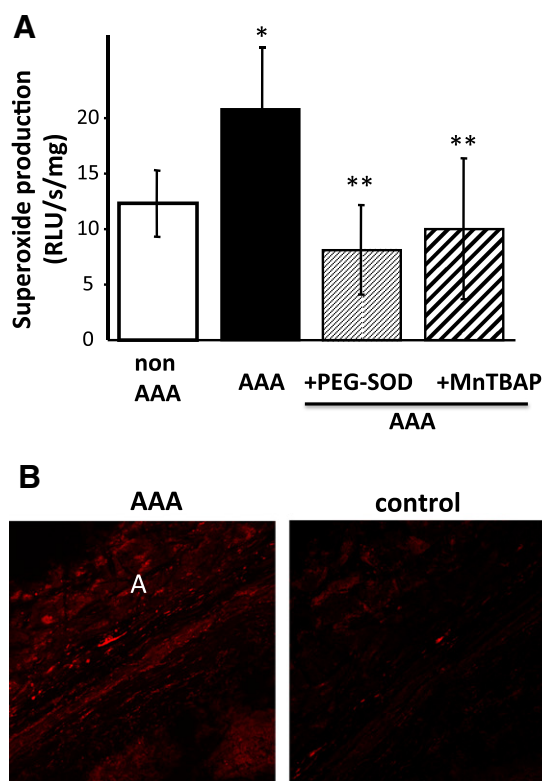 A
Superoxide production
(RLU/s/mg)
20
15
10
5
0
*
**
**
non
AAA
AAA
+PEG-SOD
+MnTBAP
AAA
B
AAA
control
A